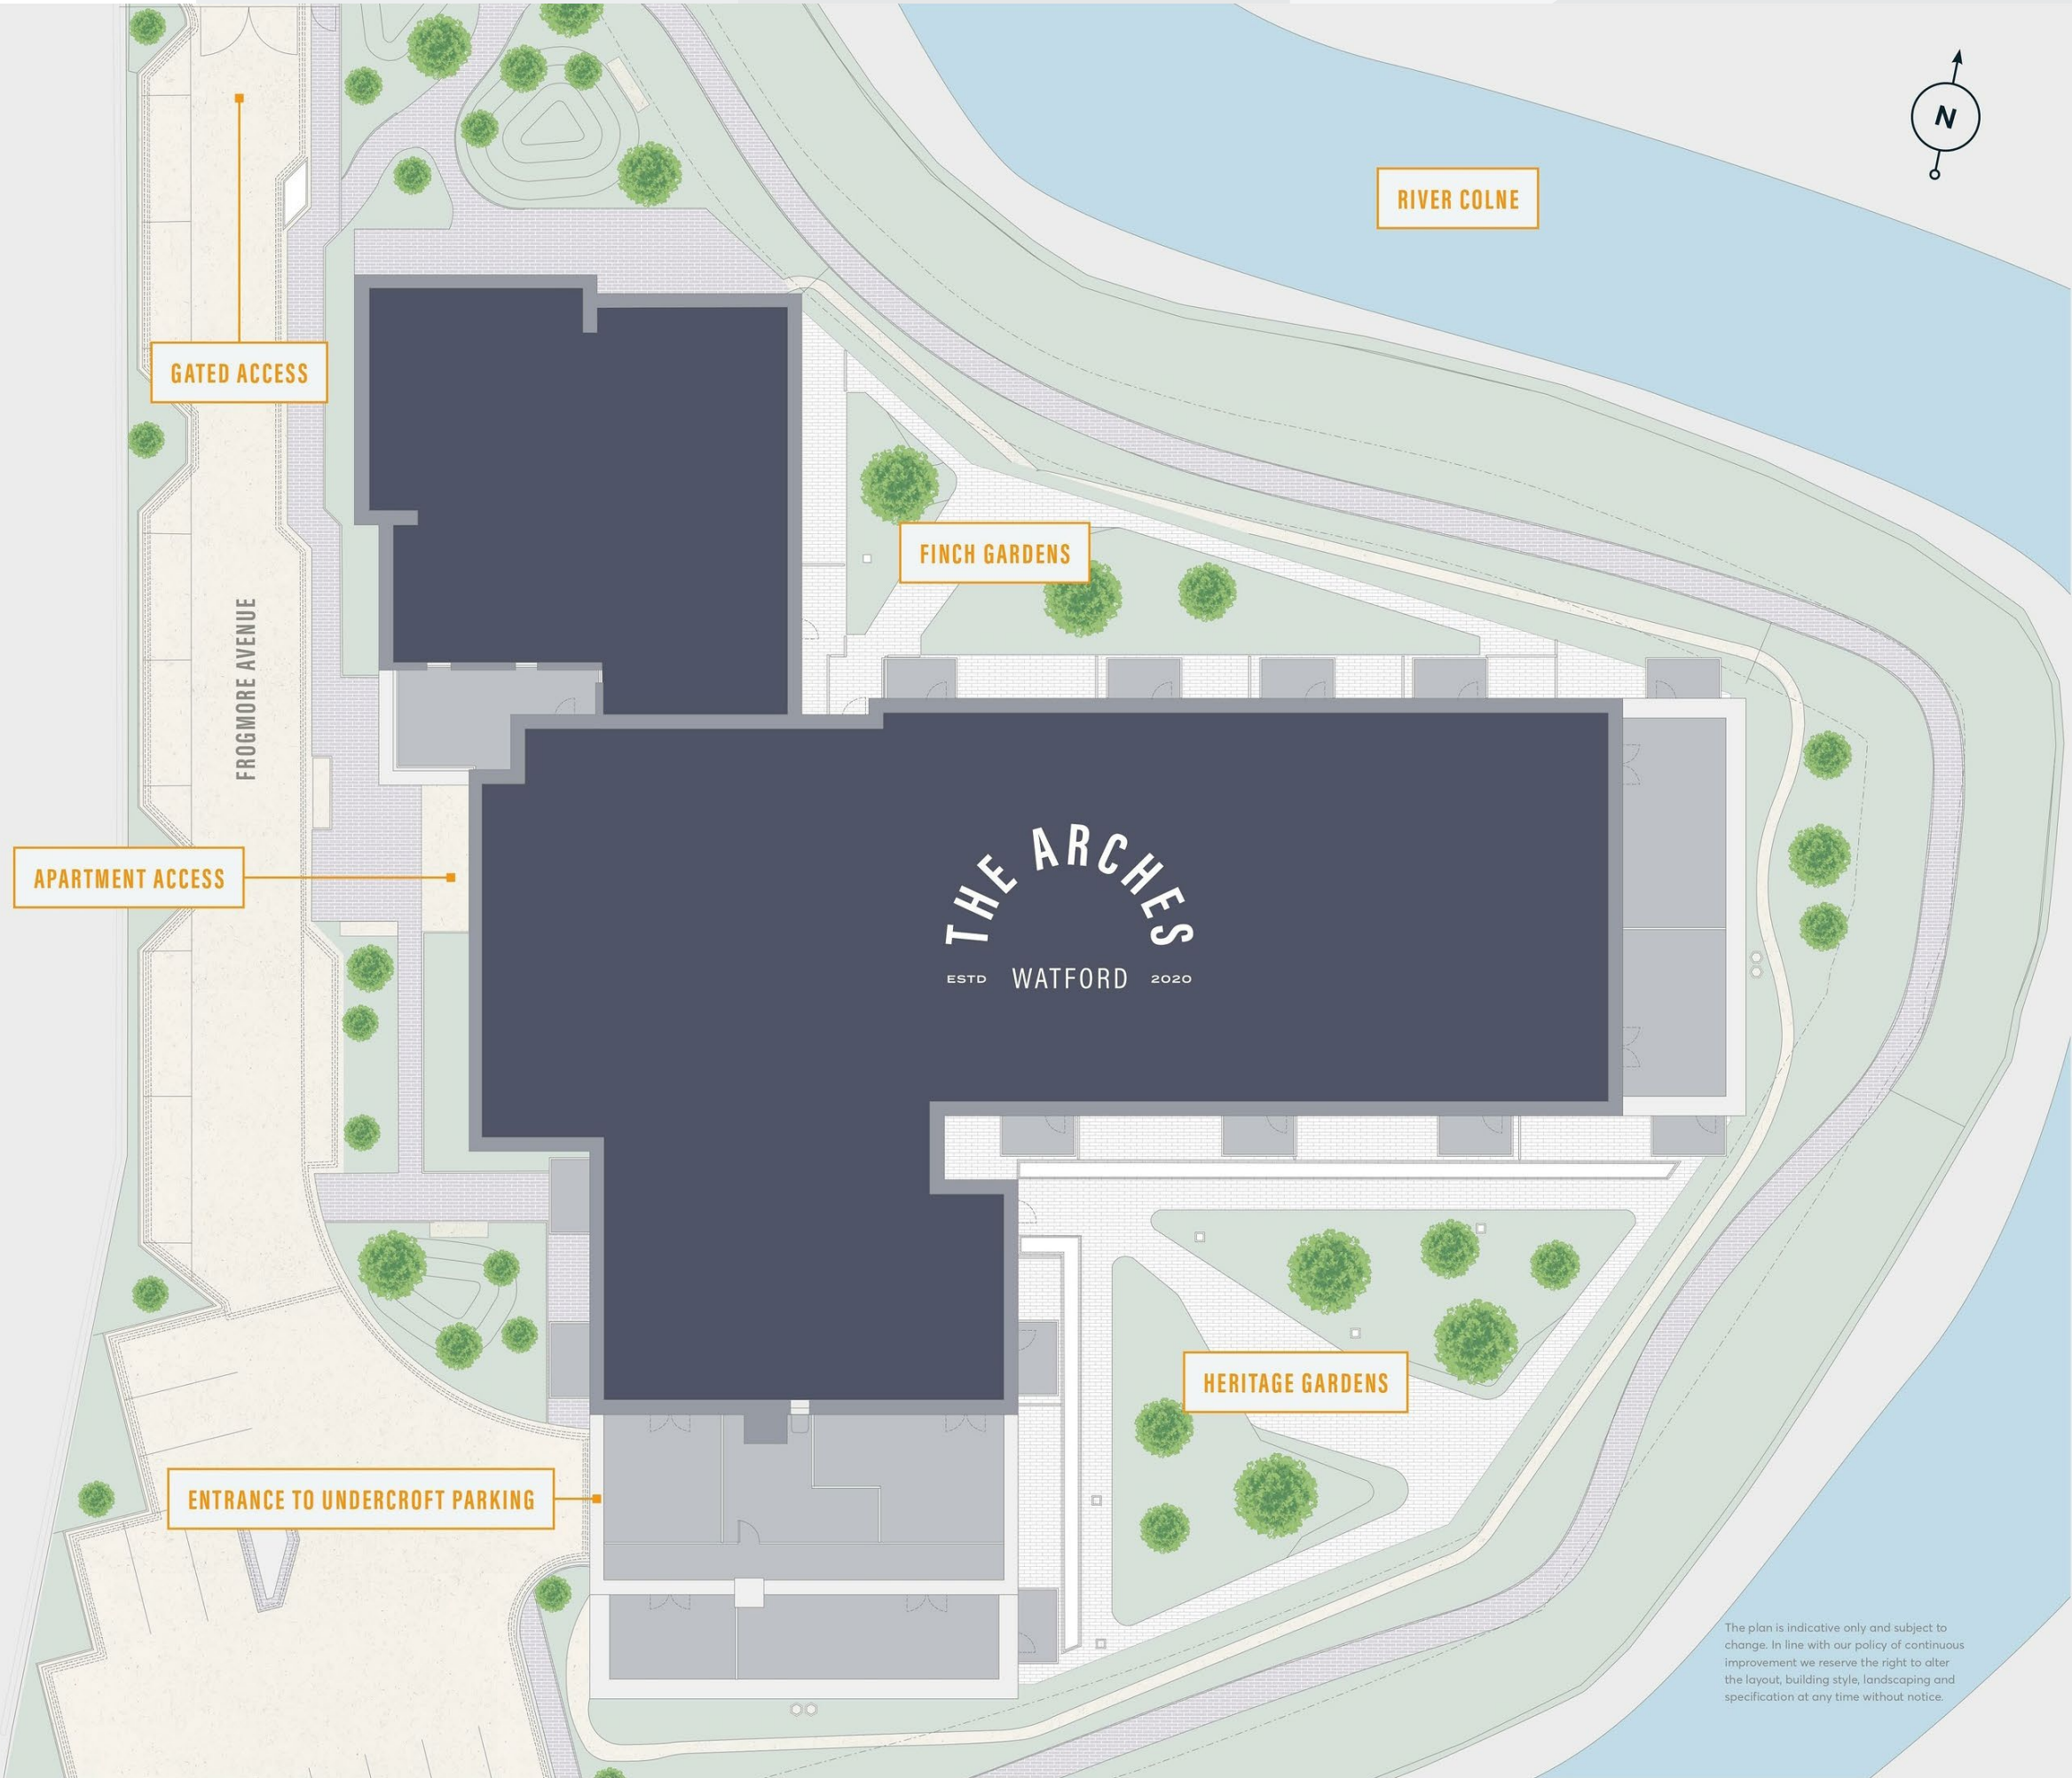 N
RIVER COLNE
GATED ACCESS
FINCH GARDENS
FROGMORE AVENUE
APARTMENT ACCESS
THE ARCHES
ESTD WATFORD 2020
HERITAGE GARDENS
ENTRANCE TO UNDERCROFT PARKING
The plan is indicative only and subject to
change. In line with our policy of continuous
improvement we reserve the right to alter
the layout, building style, landscaping and
specification at any time without notice.